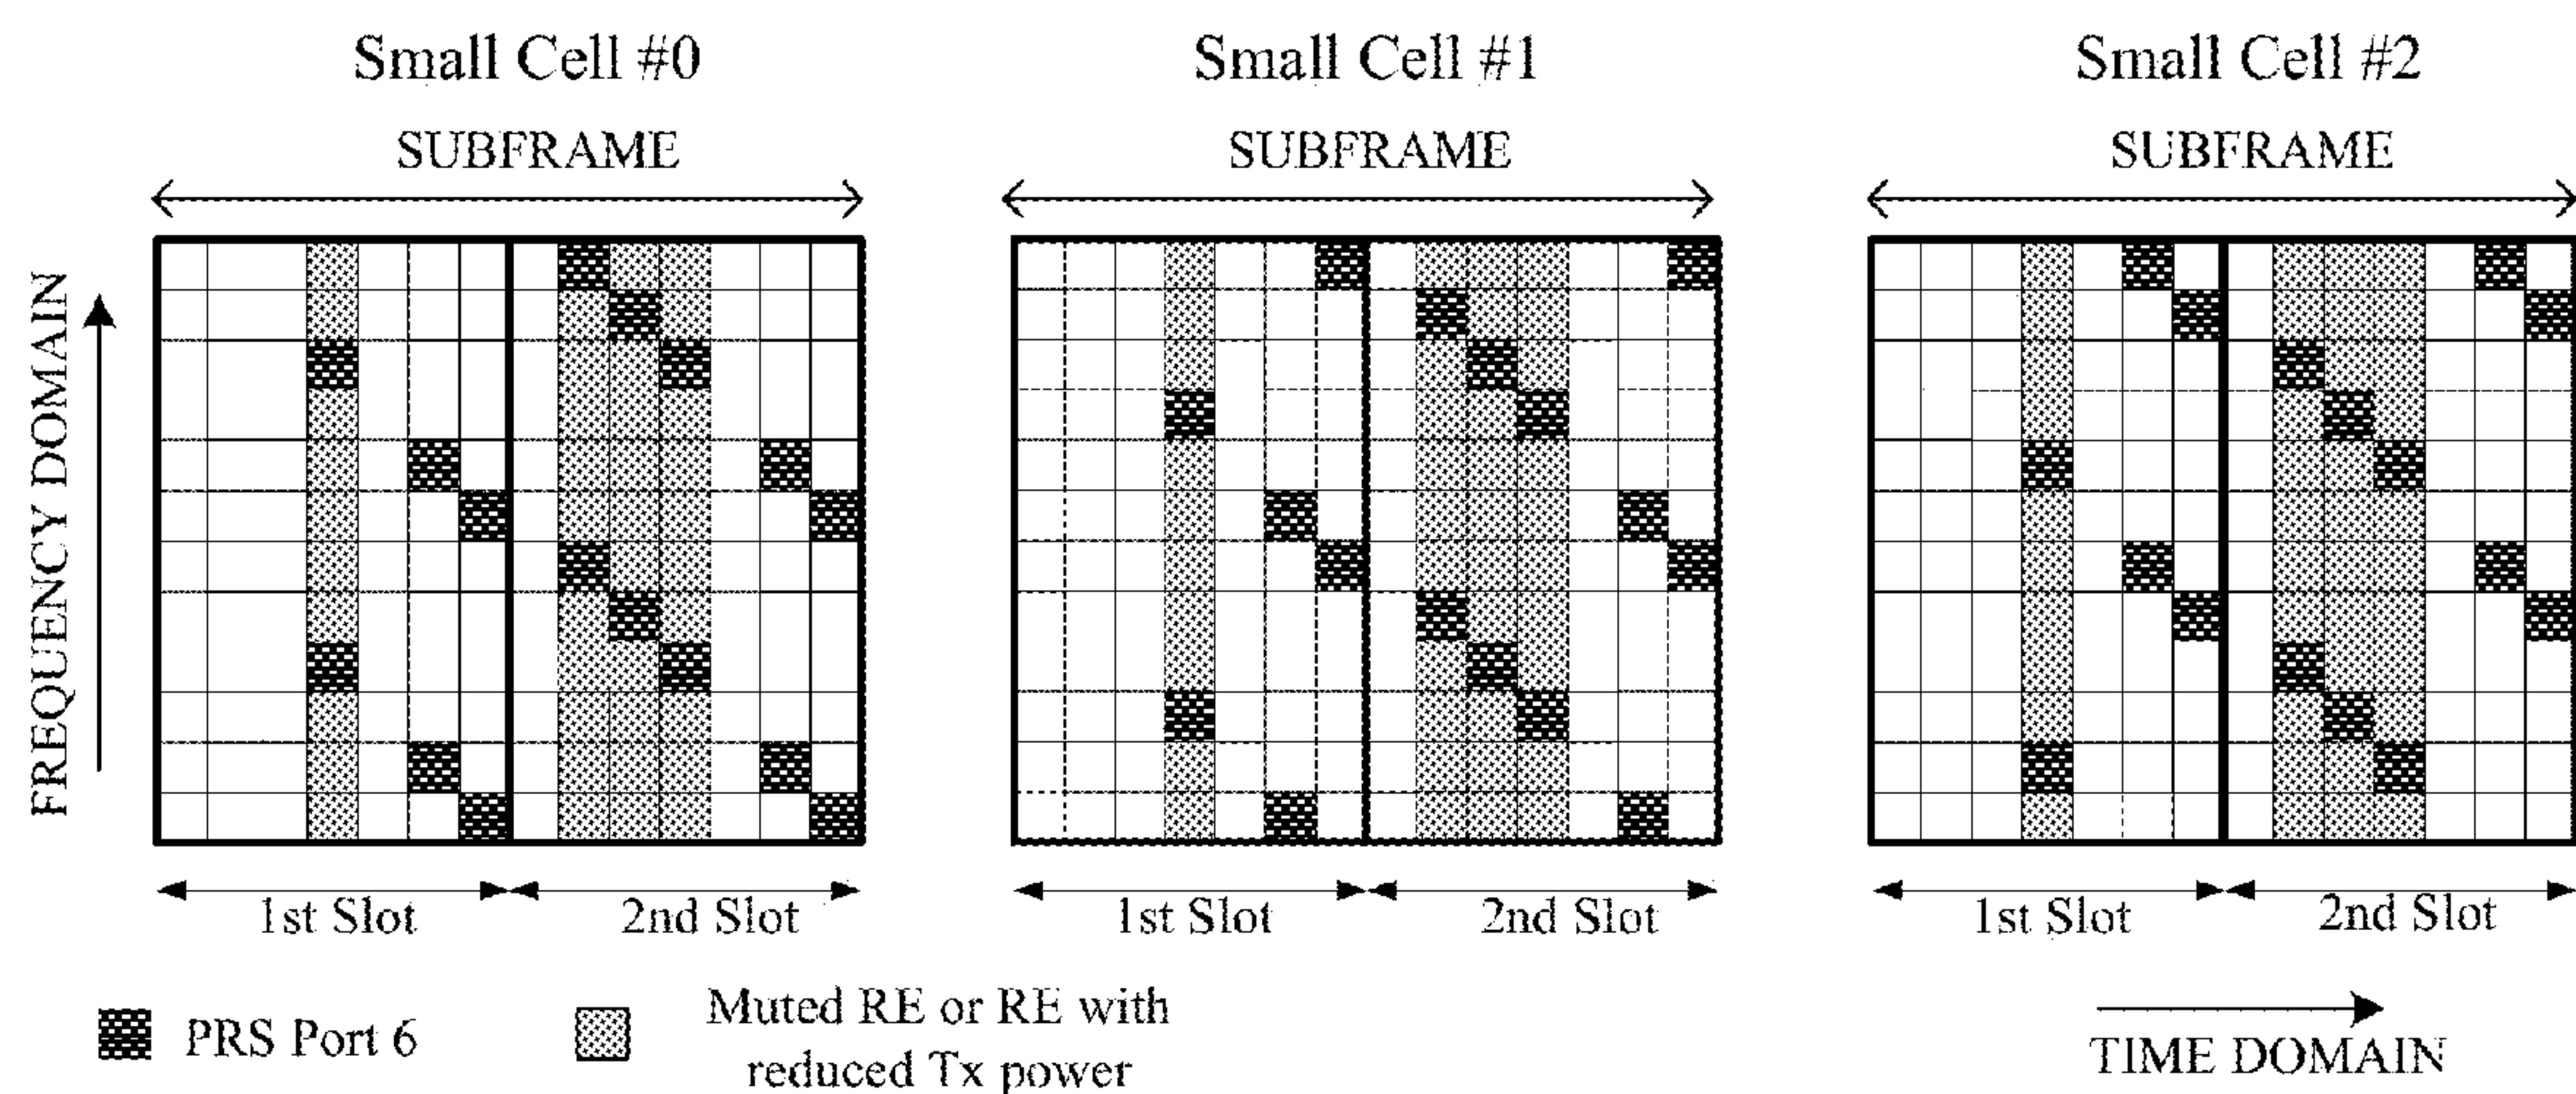 Small Cell #0
Small Cell #1
Small Cell #2
SUBFRAME
SUBFRAME
SUBFRAME
FREQUENCY DOMAIN
1st Slot
2nd Slot
1st Slot
2nd Slot
1st Slot
2nd Slot
PRS Port 6
Muted RE or RE with
reduced Tx power
TIME DOMAIN